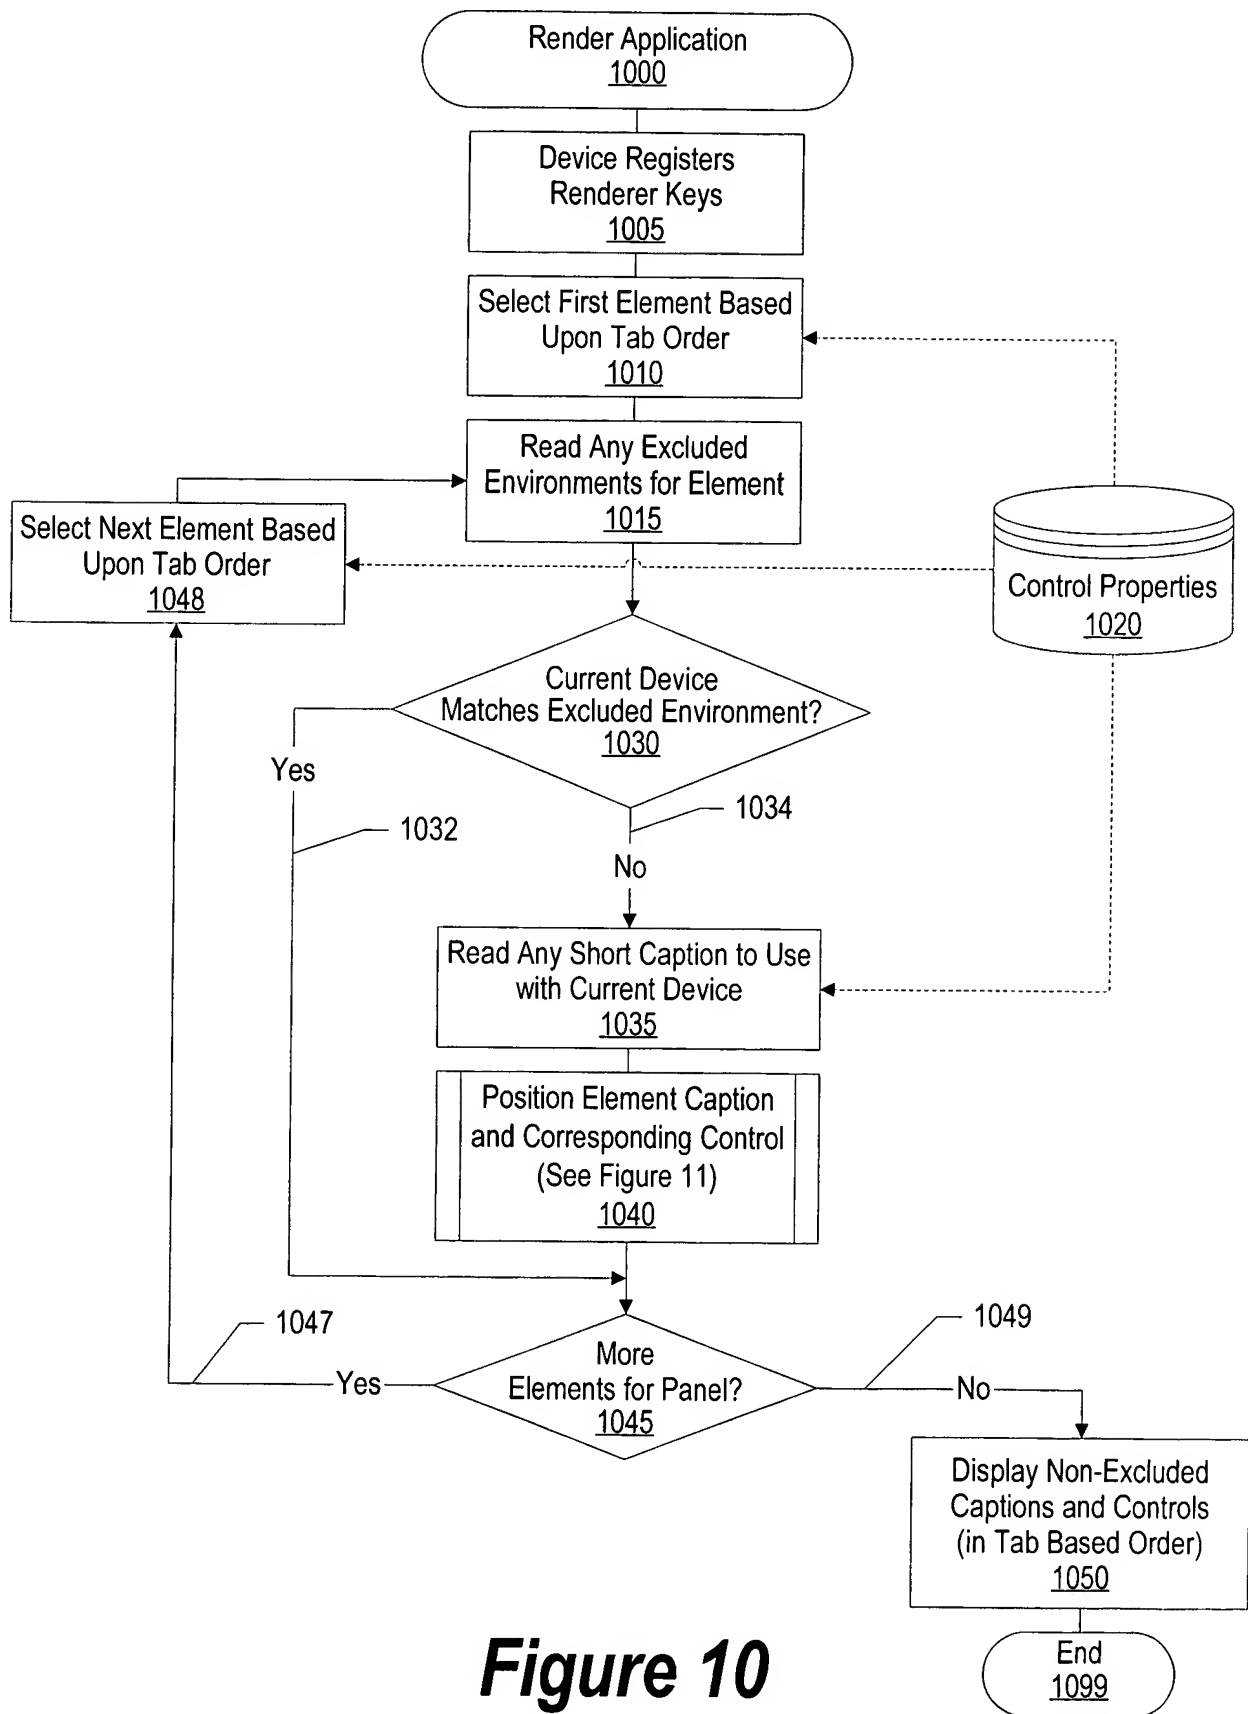 Render Application
1000
Device Registers
Renderer Keys
1005
Select First Element Based
Upon Tab Order
1010
Read Any Excluded
Environments for Element
1015
Select Next Element Based
Upon Tab Order
1048
Control Properties
1020
Current Device
Matches Excluded Environment?
1030
Yes
1032
1034
No
Read Any Short Caption to Use
with Current Device
1035
Position Element Caption
and Corresponding Control
(See Figure 11)
1040
1047
1049
More
Elements for Panel?
1045
Yes
No
Display Non-Excluded
Captions and Controls
(in Tab Based Order)
1050
End
1099
Figure 10